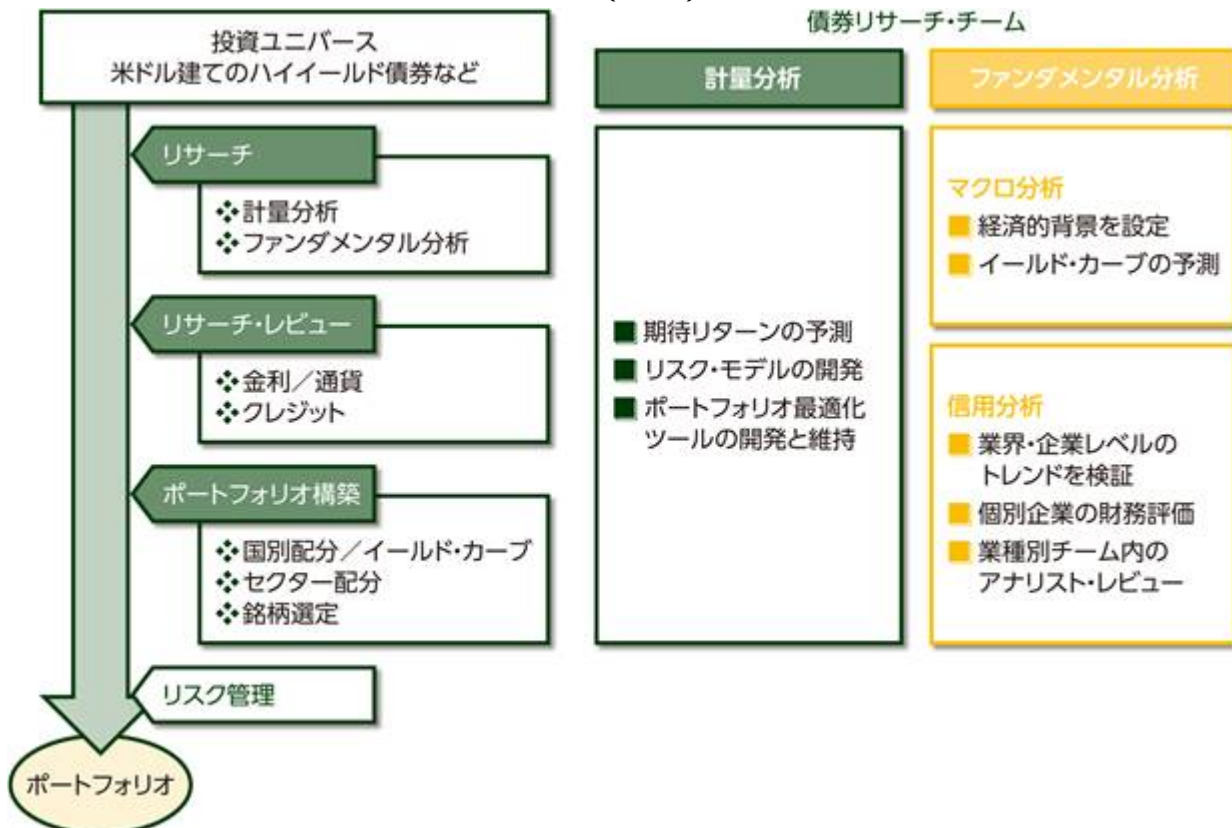 投資ユニバース
米ドル建てのハイイールド債券など
リサーチ
❖計量分析
❖ファンダメンタル分析
リサーチ・レビュー
❖金利／通貨
❖クレジット
ポートフォリオ構築
❖国別配分／イールド・カーブ
❖セクター配分
❖銘柄選定
リスク管理
ポートフォリオ
債券リサーチ・チーム
計量分析
■期待リターンの予測
■リスク・モデルの開発
■ポートフォリオ最適化
ツールの開発と維持
ファンダメンタル分析
マクロ分析
■経済的背景を設定
■イールド・カーブの予測
信用分析
■業界・企業レベルの
トレンドを検証
■個別企業の財務評価
■業種別チーム内の
アナリスト・レビュー